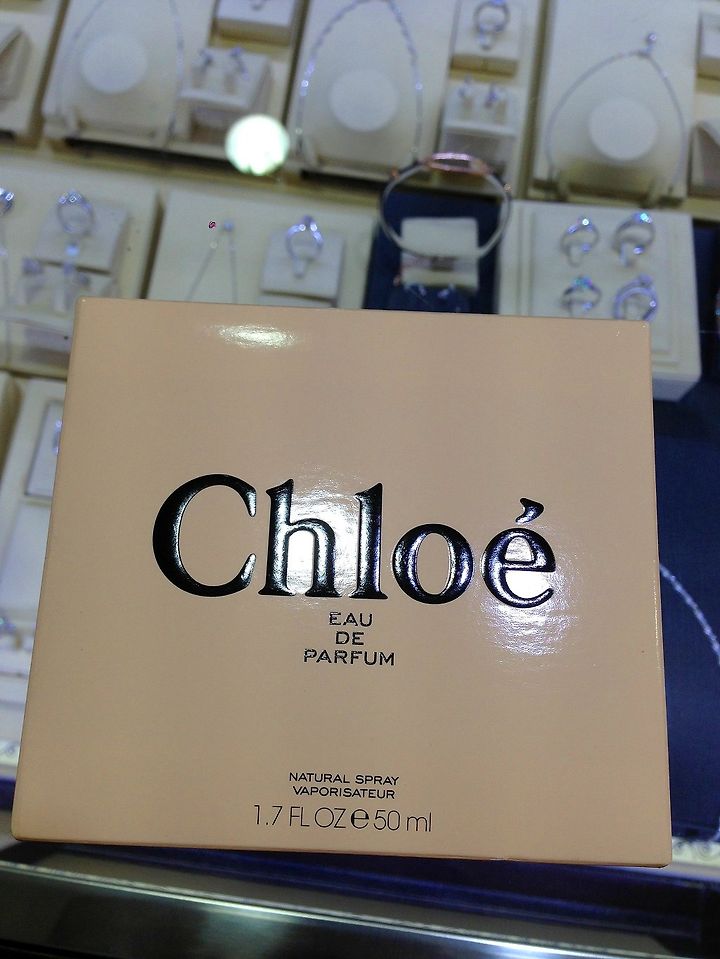 Chloé
EAU
DE
PARFUM
NATURAL SPRAY
VAPORISATEUR
1.7 FL OZ ℮ 50 ml